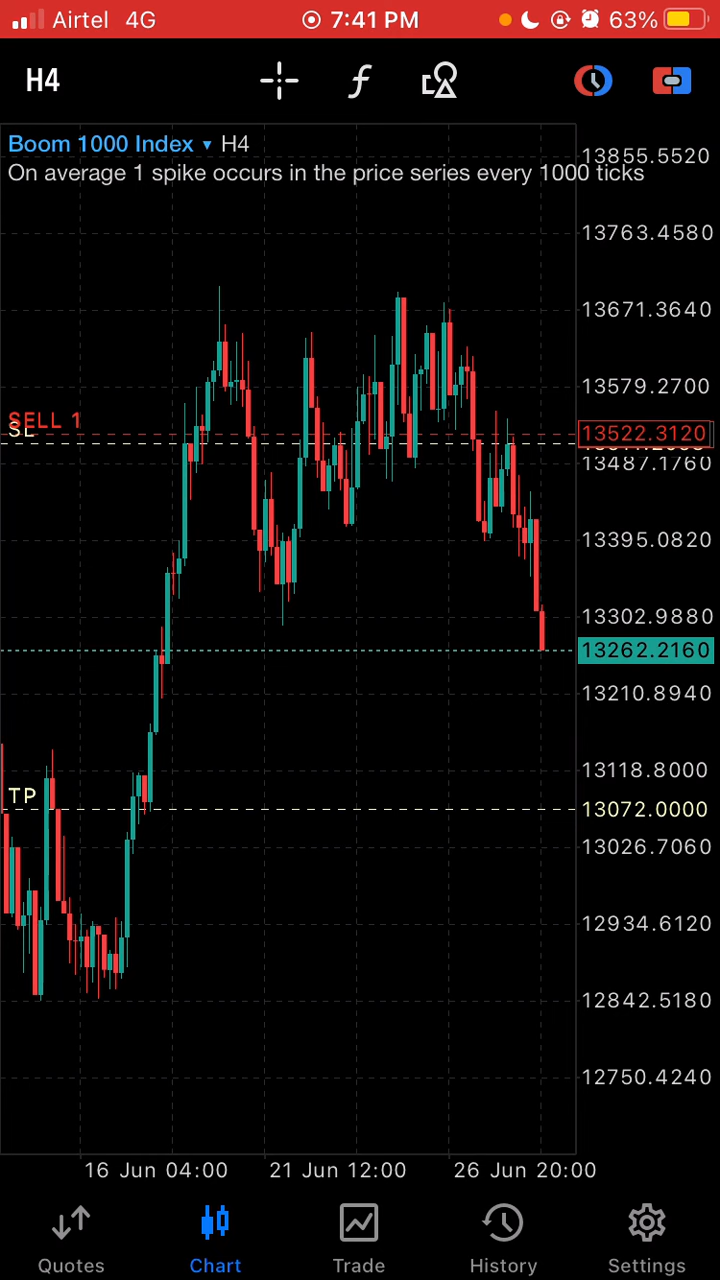 Airtel 4G 7:41 PM 63%
H4
Boom 1000 Index ▾ H4
13855.5520
On average 1 spike occurs in the price series every 1000 ticks
13763.4580
13671.3640
13579.2700
SELL 1
SL
13522.3120
13487.1760
13395.0820
13302.9880
13262.2160
13210.8940
13118.8000
TP
13072.0000
13026.7060
12934.6120
12842.5180
12750.4240
16 Jun 04:00 21 Jun 12:00 26 Jun 20:00
Quotes Chart Trade History Settings